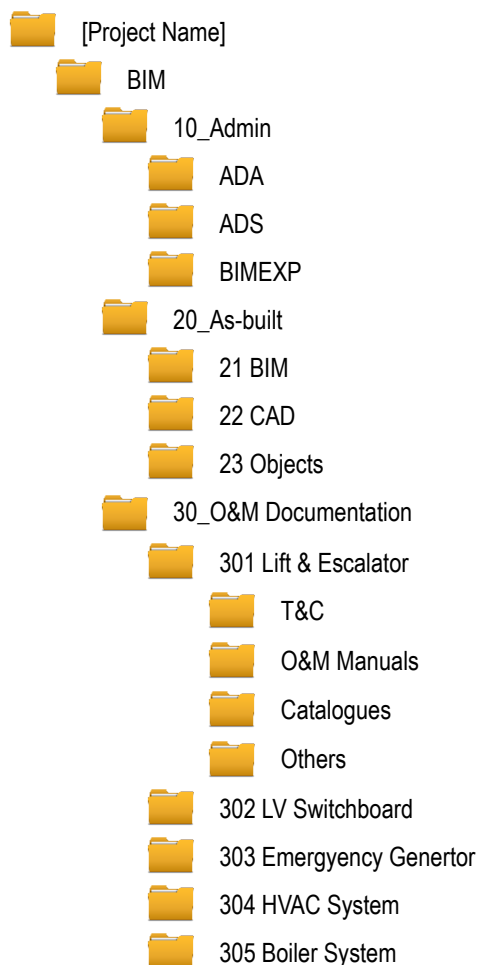 [Project Name]
BIM
10_Admin
ADA
ADS
BIMEXP
20_As-built
21 BIM
22 CAD
23 Objects
30_O&M Documentation
301 Lift & Escalator
T&C
O&M Manuals
Catalogues
Others
302 LV Switchboard
303 Emergyency Genertor
304 HVAC System
305 Boiler System